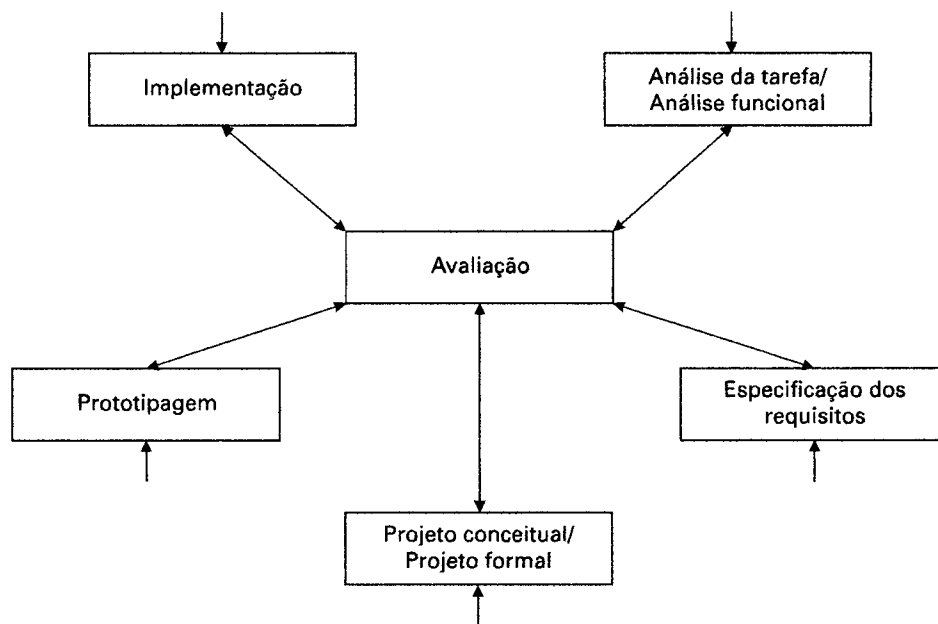 Implementação
Análise da tarefa/
Análise funcional
Avaliação
Prototipagem
Especificação dos
requisitos
Projeto conceitual/
Projeto formal